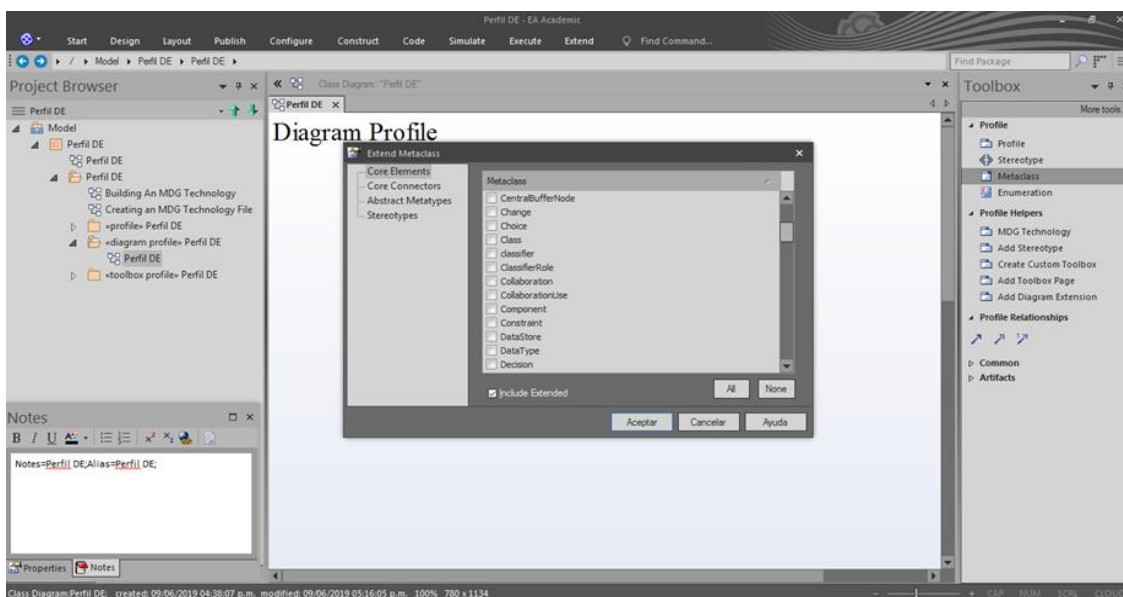 Perfil DE - EA Academic
Start Design Layout Publish Configure Construct Code Simulate Execute Extend Find Command...
/ Model Perfil DE Perfil DE
Find Package
Project Browser
Perfil DE
Model
Perfil DE
Perfil DE
Perfil DE
Building An MDG Technology
Creating an MDG Technology File
«profile» Perfil DE
«diagram profile» Perfil DE
Perfil DE
«toolbox profile» Perfil DE
Notes
B I U
Notes=Perfil DE;Alias=Perfil DE;
Properties Notes
Class Diagram: "Perfil DE"
Perfil DE
Diagram Profile
Extend Metaclass
Core Elements
Core Connectors
Abstract Metatypes
Stereotypes
Metaclass
CentralBufferNode
Change
Choice
Class
classifier
ClassifierRole
Collaboration
CollaborationUse
Component
Constraint
DataStore
DataType
Decision
Include Extended
All None
Aceptar Cancelar Ayuda
Toolbox
More tools...
Profile
Profile
Stereotype
Metaclass
Enumeration
Profile Helpers
MDG Technology
Add Stereotype
Create Custom Toolbox
Add Toolbox Page
Add Diagram Extension
Profile Relationships
Common
Artifacts
Class Diagram:Perfil DE: created: 09/06/2019 04:38:07 p.m. modified: 09/06/2019 05:16:05 p.m. 100% 780 x 1134
CAP NUM SCRL CLOUD